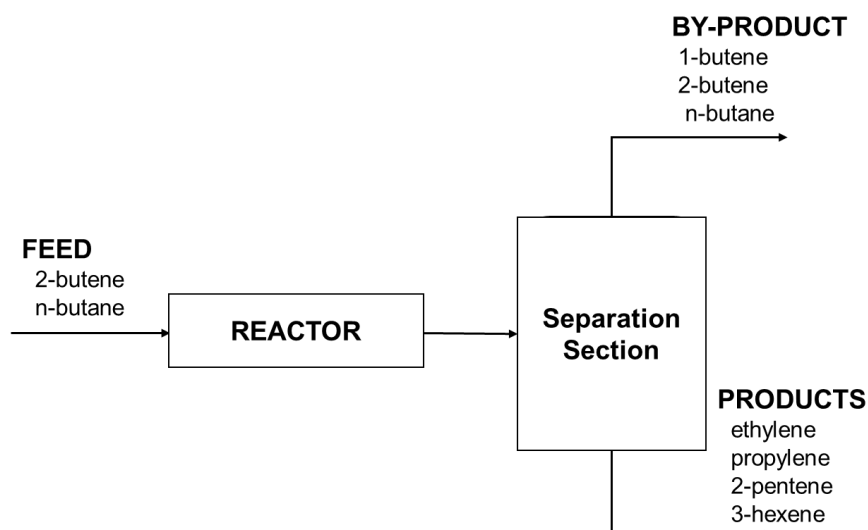 BY-PRODUCT
1-butene
2-butene
n-butane
FEED
2-butene
n-butane
REACTOR
Separation
Section
PRODUCTS
ethylene
propylene
2-pentene
3-hexene